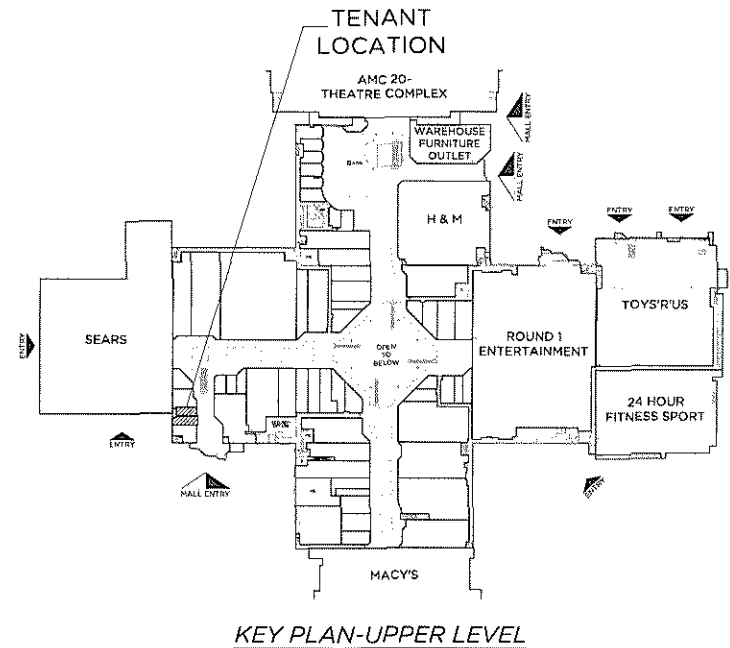 TENANT
LOCATION
AMC 20-
THEATRE COMPLEX
MALL ENTRY
WAREHOUSE
FURNITURE
OUTLET
MALL ENTRY
H & M
ENTRY
ENTRY
ENTRY
TOYS'R'US
SEARS
ENTRY
OPEN
TO
BELOW
ROUND 1
ENTERTAINMENT
24 HOUR
FITNESS SPORT
ENTRY
MALL ENTRY
ENTRY
MACY'S
KEY PLAN-UPPER LEVEL